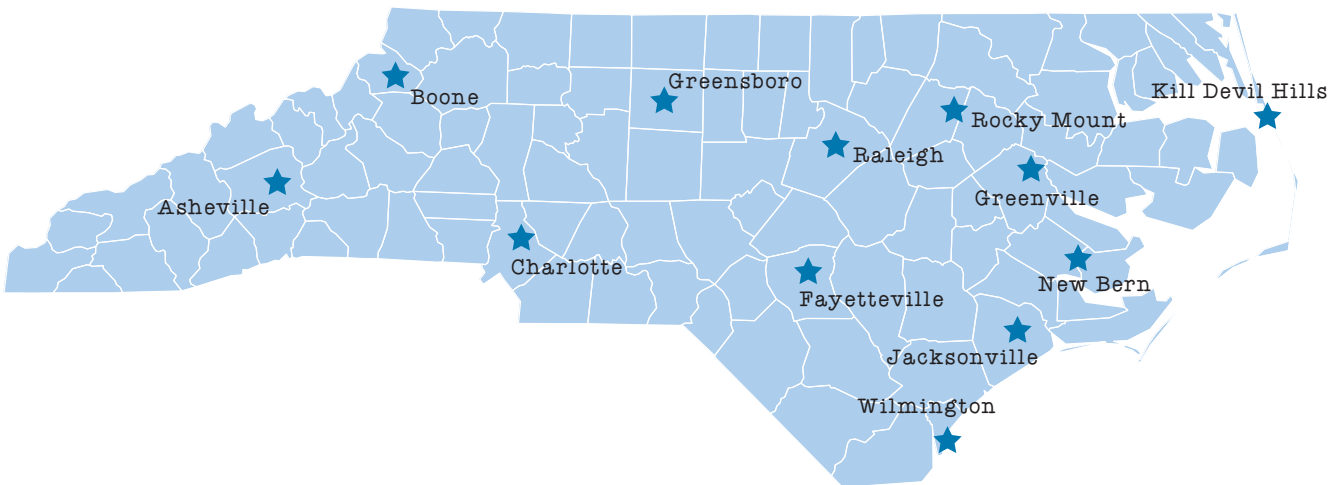 Greensboro
Boone
Kill Devil Hills
Rocky Mount
Raleigh
Greenville
Asheville
Charlotte
New Bern
Fayetteville
Jacksonville
Wilmington